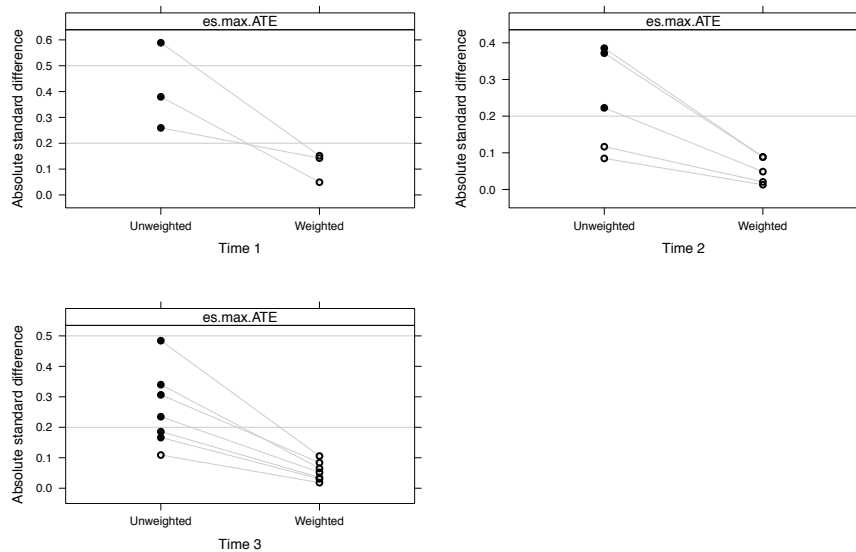 es.max.ATE
Absolute standard difference
0.6
0.5
0.4
0.3
0.2
0.1
0.0
Unweighted Weighted
Time 1
es.max.ATE
Absolute standard difference
0.4
0.3
0.2
0.1
0.0
Unweighted Weighted
Time 2
es.max.ATE
Absolute standard difference
0.5
0.4
0.3
0.2
0.1
0.0
Unweighted Weighted
Time 3